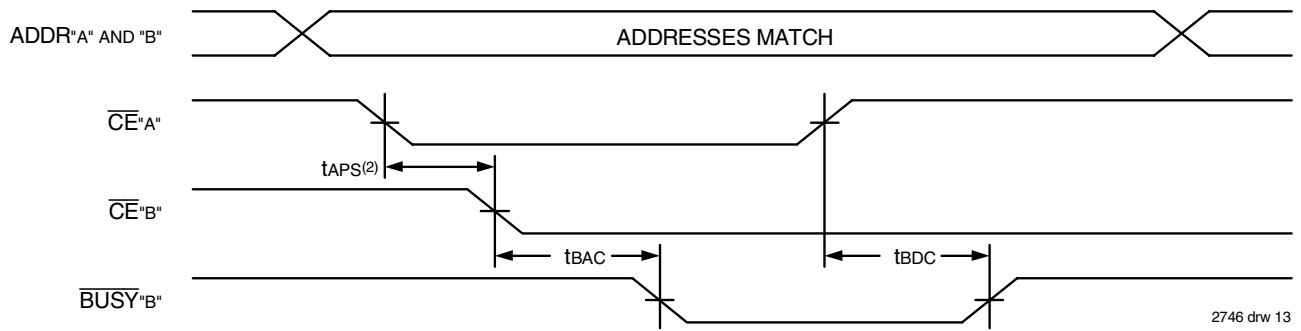 ADDR"A" AND "B"
ADDRESSES MATCH
CE"A"
tAPS(2)
CE"B"
tBAC
tBDC
BUSY"B"
2746 drw 13